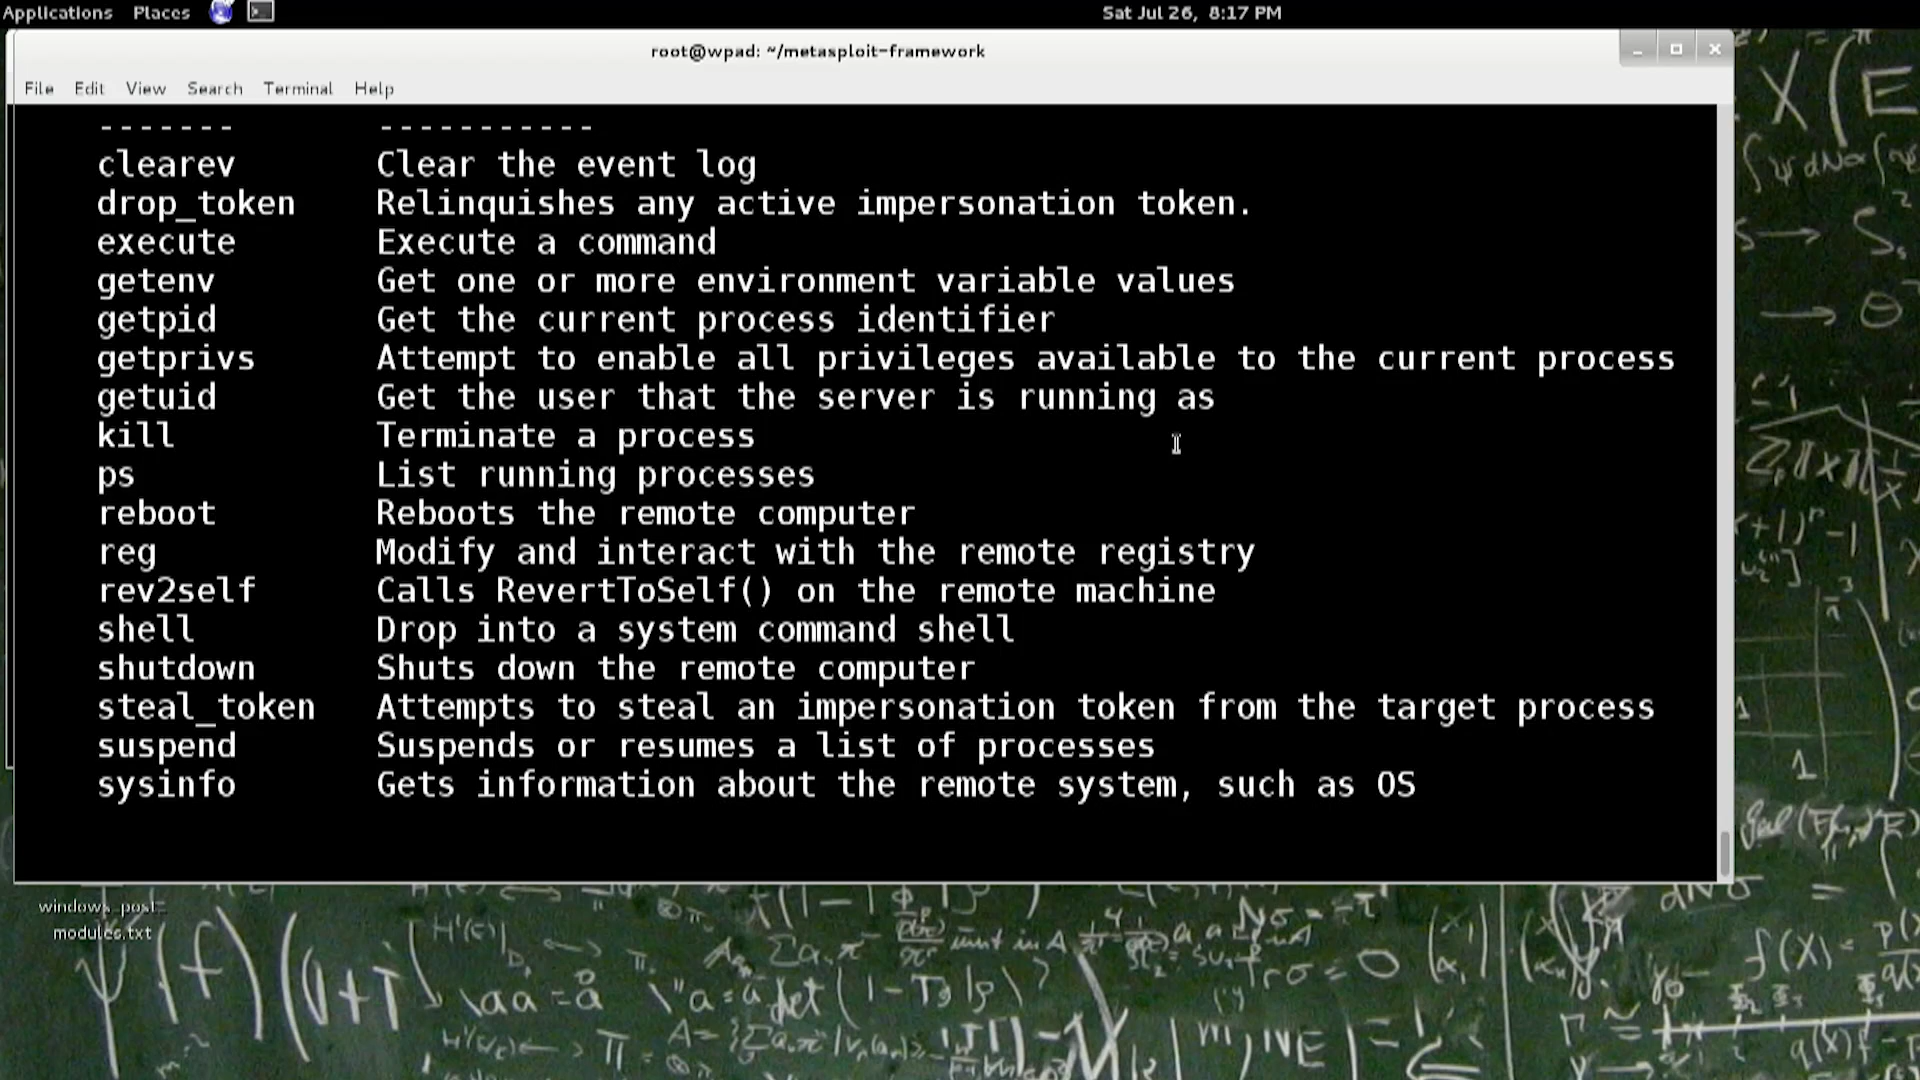 Applications Places Sat Jul 26, 8:17 PM
root@wpad: ~/metasploit-framework
File Edit View Search Terminal Help
------- -----------
clearev Clear the event log
drop_token Relinquishes any active impersonation token.
execute Execute a command
getenv Get one or more environment variable values
getpid Get the current process identifier
getprivs Attempt to enable all privileges available to the current process
getuid Get the user that the server is running as
kill Terminate a process
ps List running processes
reboot Reboots the remote computer
reg Modify and interact with the remote registry
rev2self Calls RevertToSelf() on the remote machine
shell Drop into a system command shell
shutdown Shuts down the remote computer
steal_token Attempts to steal an impersonation token from the target process
suspend Suspends or resumes a list of processes
sysinfo Gets information about the remote system, such as OS
windows post
modules.txt